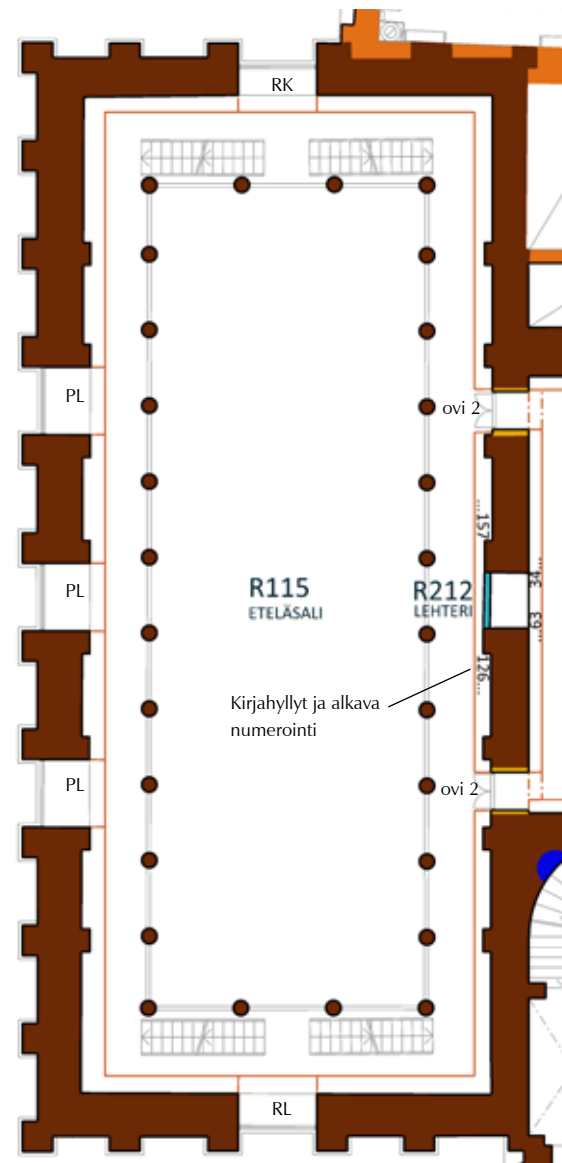 RK
PL
ovi 2
...157
34...
PL
R115
ETELÄSALI
R212
LEHTERI
...63
126...
Kirjahyllyt ja alkava
numerointi
PL
ovi 2
RL